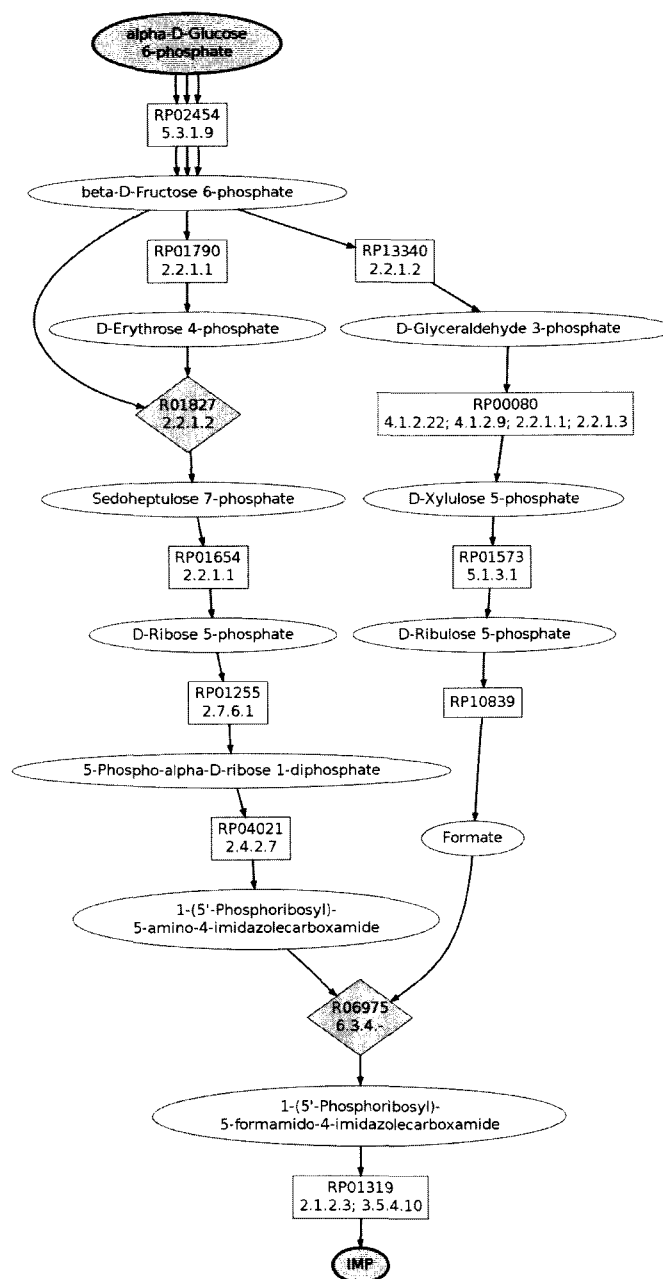 alpha-D-Glucose
6-phosphate
RP02454
5.3.1.9
beta-D-Fructose 6-phosphate
RP01790
2.2.1.1
RP13340
2.2.1.2
D-Erythrose 4-phosphate
D-Glyceraldehyde 3-phosphate
R01827
2.2.1.2
RP00080
4.1.2.22; 4.1.2.9; 2.2.1.1; 2.2.1.3
Sedoheptulose 7-phosphate
D-Xylulose 5-phosphate
RP01654
2.2.1.1
RP01573
5.1.3.1
D-Ribose 5-phosphate
D-Ribulose 5-phosphate
RP01255
2.7.6.1
RP10839
5-Phospho-alpha-D-ribose 1-diphosphate
RP04021
2.4.2.7
Formate
1-(5'-Phosphoribosyl)-
5-amino-4-imidazolecarboxamide
R06975
6.3.4.-
1-(5'-Phosphoribosyl)-
5-formamido-4-imidazolecarboxamide
RP01319
2.1.2.3; 3.5.4.10
IMP